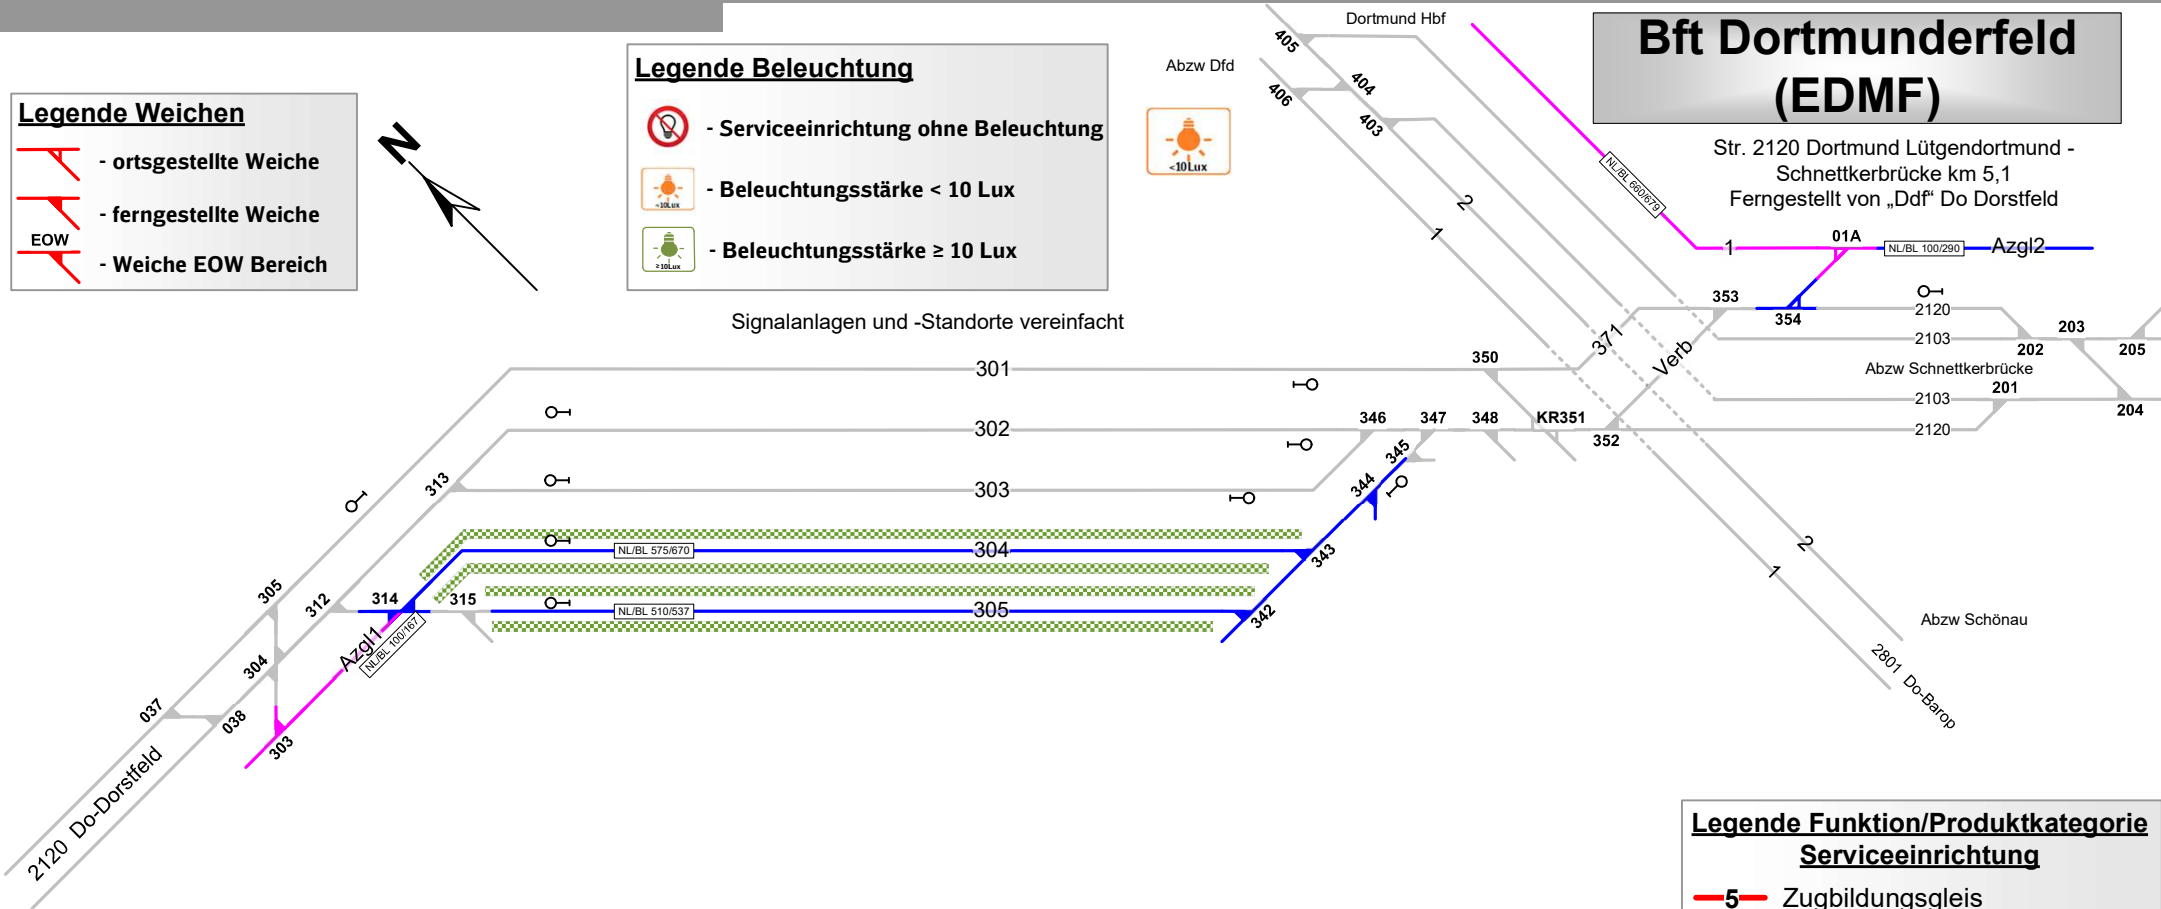 Bft Dortmunderfeld
(EDMF)
Str. 2120 Dortmund Lütgendortmund -
Schnettkerbrücke km 5,1
Ferngestellt von „Ddf“ Do Dorstfeld
Legende Weichen
- ortsgestellte Weiche
- ferngestellte Weiche
EOW
- Weiche EOW Bereich
N
Legende Beleuchtung
- Serviceeinrichtung ohne Beleuchtung
<10Lux
- Beleuchtungsstärke < 10 Lux
≥10Lux
- Beleuchtungsstärke ≥ 10 Lux
<10Lux
Signalanlagen und -Standorte vereinfacht
Dortmund Hbf
Abzw Dfd
405
406
404
403
2
1
NL/BL 660/679
1
01A
NL/BL 100/290
Azgl2
353
354
2120
2103
202
203
205
Abzw Schnettkerbrücke
201
2103
204
2120
371
Verb
301
350
302
346
347
348
KR351
352
345
313
303
344
304
NL/BL 575/670
343
305
312
314
315
NL/BL 510/537
305
342
Azgl1
NL/BL 100/167
304
037
038
303
2120 Do-Dorstfeld
2
1
Abzw Schönau
2801 Do-Barop
Legende Funktion/Produktkategorie
Serviceeinrichtung
5 Zugbildungsgleis